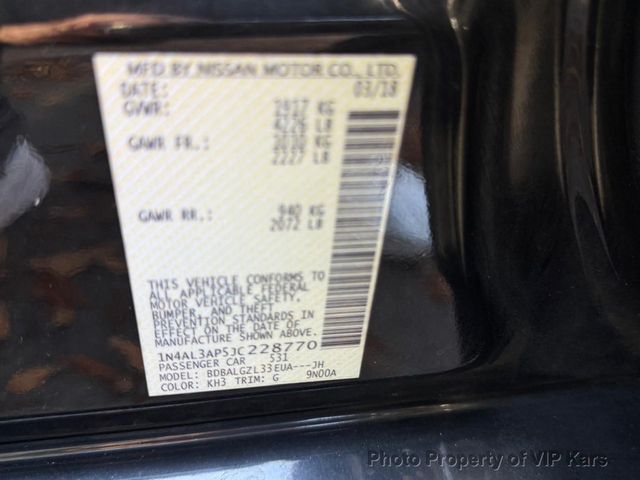 MFD BY NISSAN MOTOR CO., LTD.
DATE: 03/18
GVWR: 1917 KG
4226 LB
GAWR FR.: 1010 KG
2227 LB
GAWR RR.: 940 KG
2072 LB
THIS VEHICLE CONFORMS TO
ALL APPLICABLE FEDERAL
MOTOR VEHICLE SAFETY,
BUMPER, AND THEFT
PREVENTION STANDARDS IN
EFFECT ON THE DATE OF
MANUFACTURE SHOWN ABOVE.
1N4AL3AP5JC228770
PASSENGER CAR 531
MODEL: BDBALGZL33EUA---JH
COLOR: KH3 TRIM: G 9N00A
Photo Property of VIP Kars